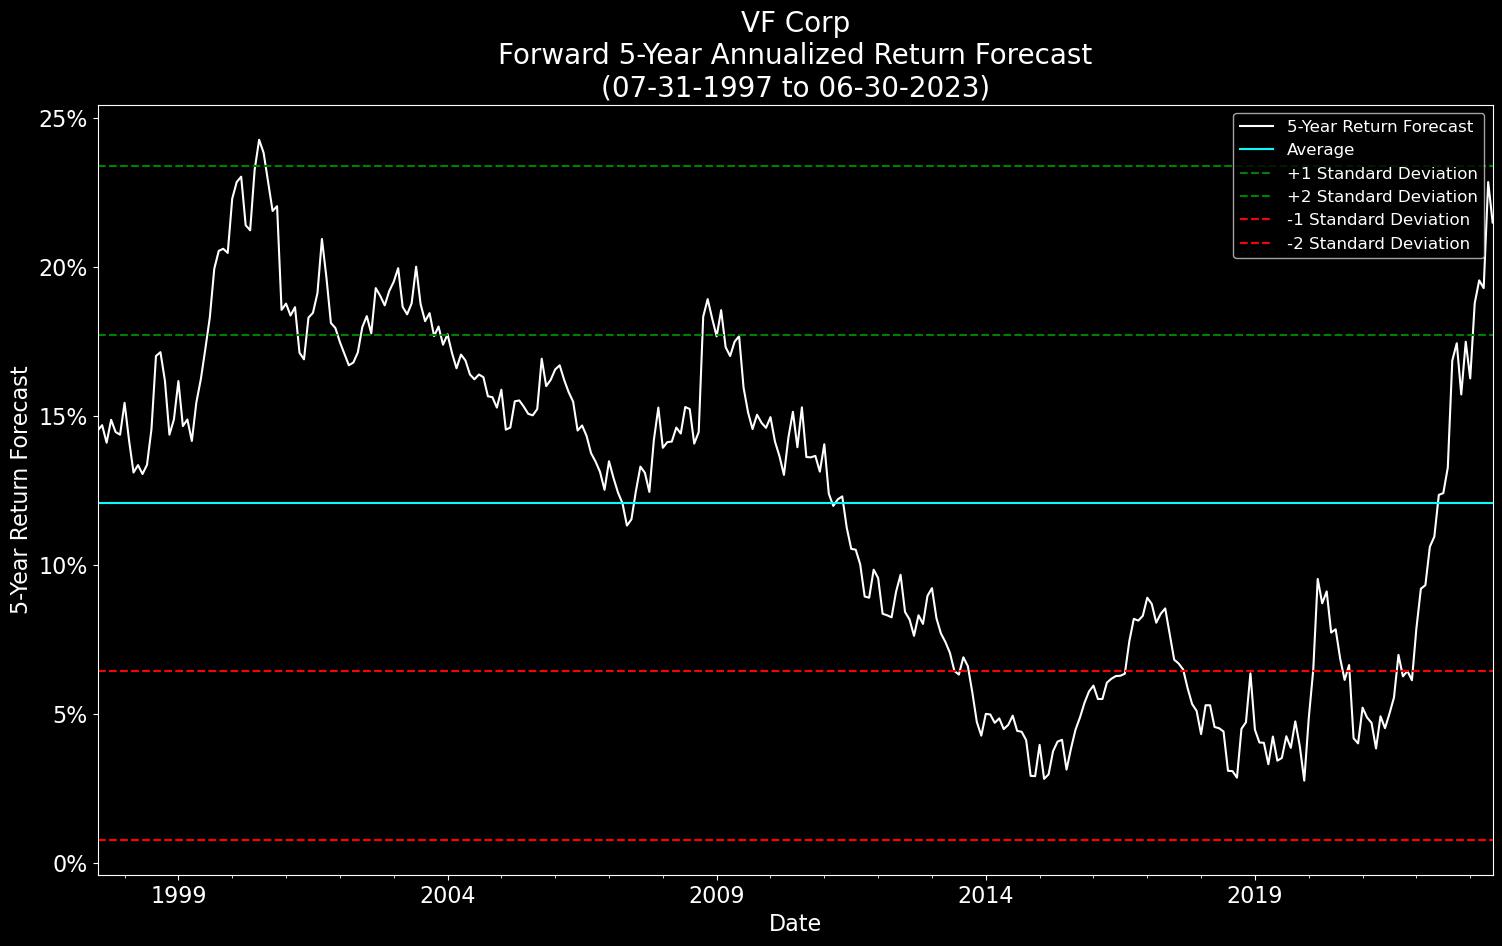 VF Corp
Forward 5-Year Annualized Return Forecast
(07-31-1997 to 06-30-2023)
25%
20%
15%
10%
5%
0%
5-Year Return Forecast
5-Year Return Forecast
Average
+1 Standard Deviation
+2 Standard Deviation
-1 Standard Deviation
-2 Standard Deviation
1999 2004 2009 2014 2019
Date